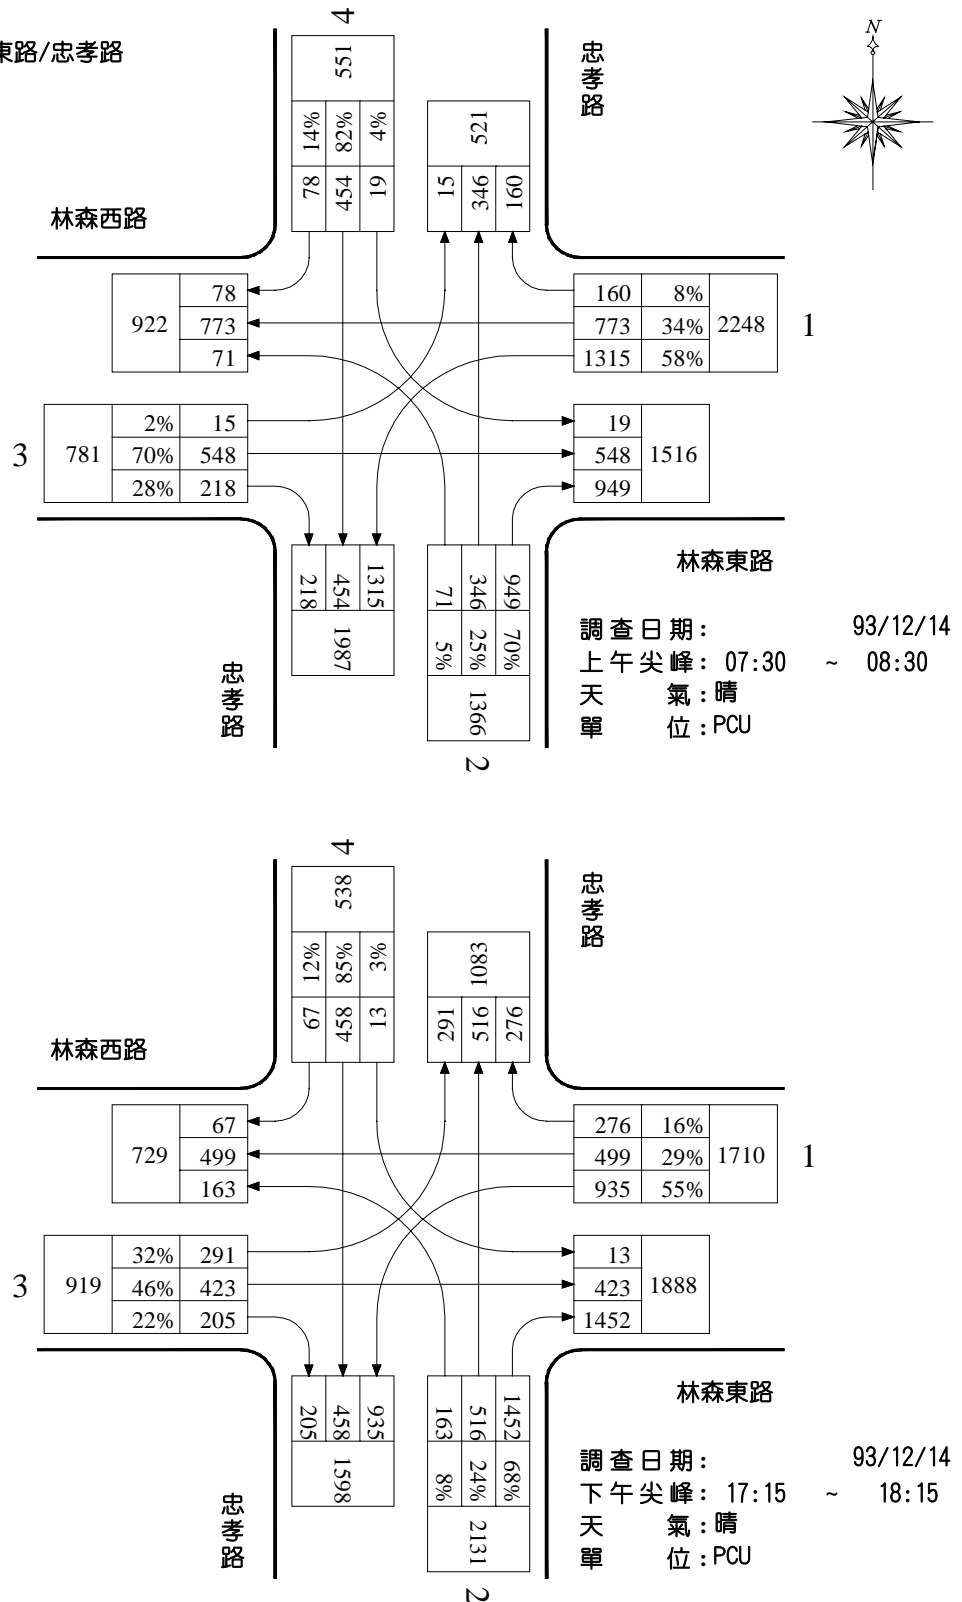 東路/忠孝路
N
4
551
14% 82% 4%
78 454 19
521
15 346 160
忠孝路
林森西路
922
78
773
71
160 8%
773 34%
1315 58%
2248
1
3
781
2% 15
70% 548
28% 218
19
548
949
1516
218 454 1315
1987
71 346 949
5% 25% 70%
1366
2
忠孝路
林森東路
調查日期: 93/12/14
上午尖峰: 07:30 ~ 08:30
天 氣:晴
單 位:PCU
4
538
12% 85% 3%
67 458 13
1083
291 516 276
忠孝路
林森西路
729
67
499
163
276 16%
499 29%
935 55%
1710
1
3
919
32% 291
46% 423
22% 205
13
423
1452
1888
205 458 935
1598
163 516 1452
8% 24% 68%
2131
2
忠孝路
林森東路
調查日期: 93/12/14
下午尖峰: 17:15 ~ 18:15
天 氣:晴
單 位:PCU